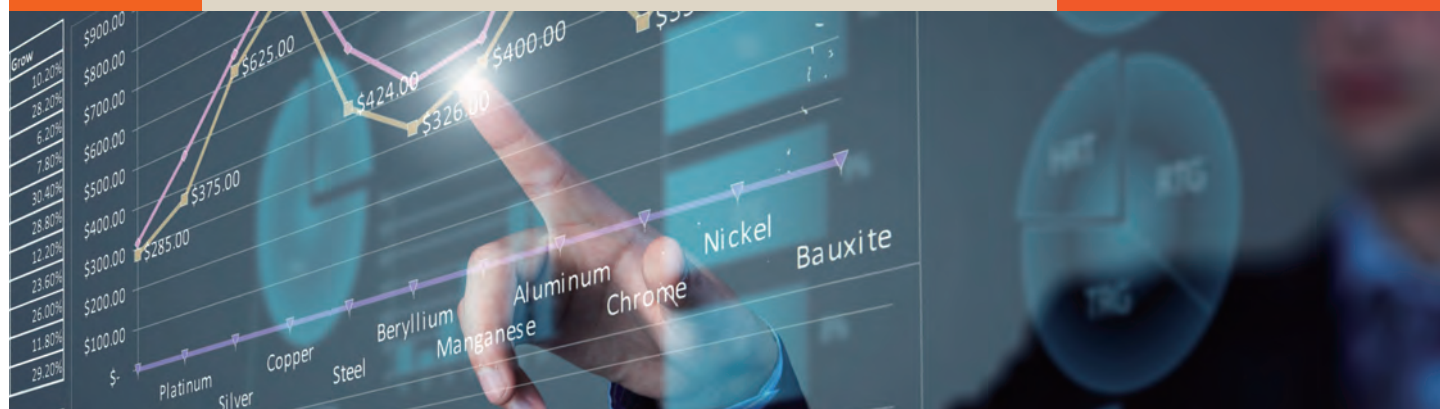 Grow
10.20%
28.20%
6.20%
7.80%
30.40%
28.80%
12.20%
23.60%
26.00%
11.80%
29.20%
$900.00
$800.00
$700.00
$600.00
$500.00
$400.00
$300.00
$200.00
$100.00
$-
$285.00
$375.00
$625.00
$424.00
$326.00
$400.00
Platinum
Silver
Copper
Steel
Beryllium
Manganese
Aluminum
Chrome
Nickel
Bauxite
HRT
RTG
TRG